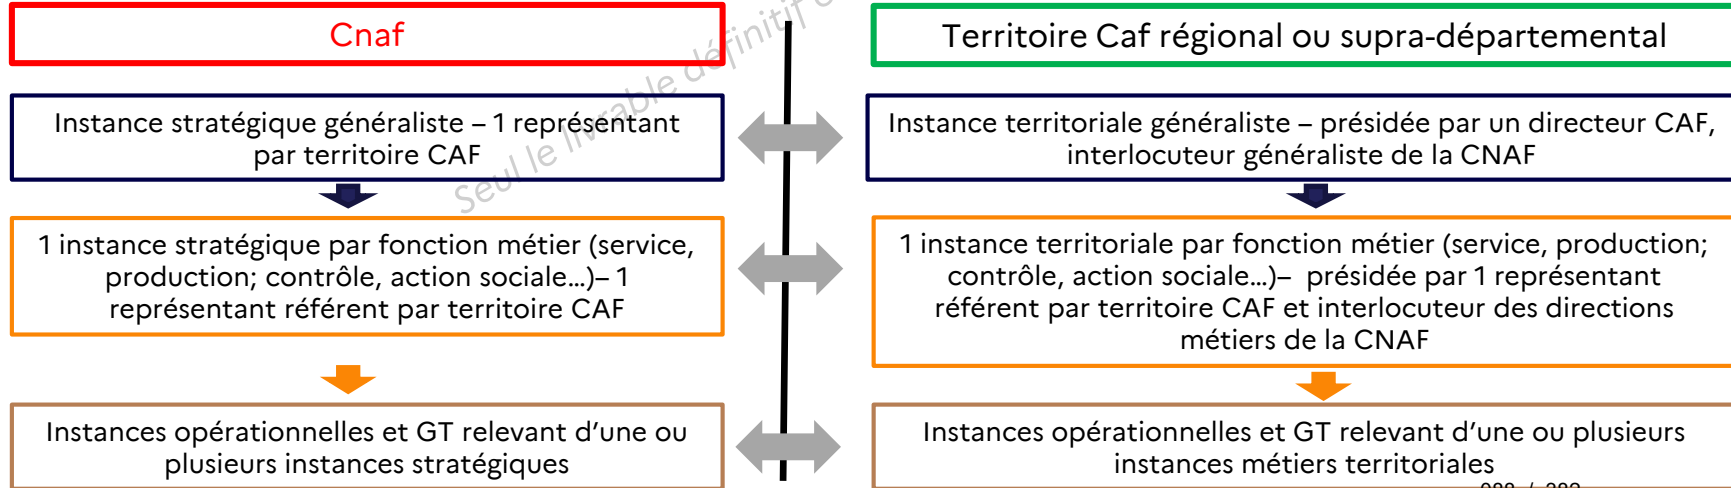 Cnaf
Territoire Caf régional ou supra-départemental
Seul le livrable définitif
Instance stratégique généraliste – 1 représentant
par territoire CAF
Instance territoriale généraliste – présidée par un directeur CAF,
interlocuteur généraliste de la CNAF
1 instance stratégique par fonction métier (service,
production; contrôle, action sociale…)– 1
représentant référent par territoire CAF
1 instance territoriale par fonction métier (service, production;
contrôle, action sociale…)– présidée par 1 représentant
référent par territoire CAF et interlocuteur des directions
métiers de la CNAF
Instances opérationnelles et GT relevant d’une ou
plusieurs instances stratégiques
Instances opérationnelles et GT relevant d’une ou plusieurs
instances métiers territoriales